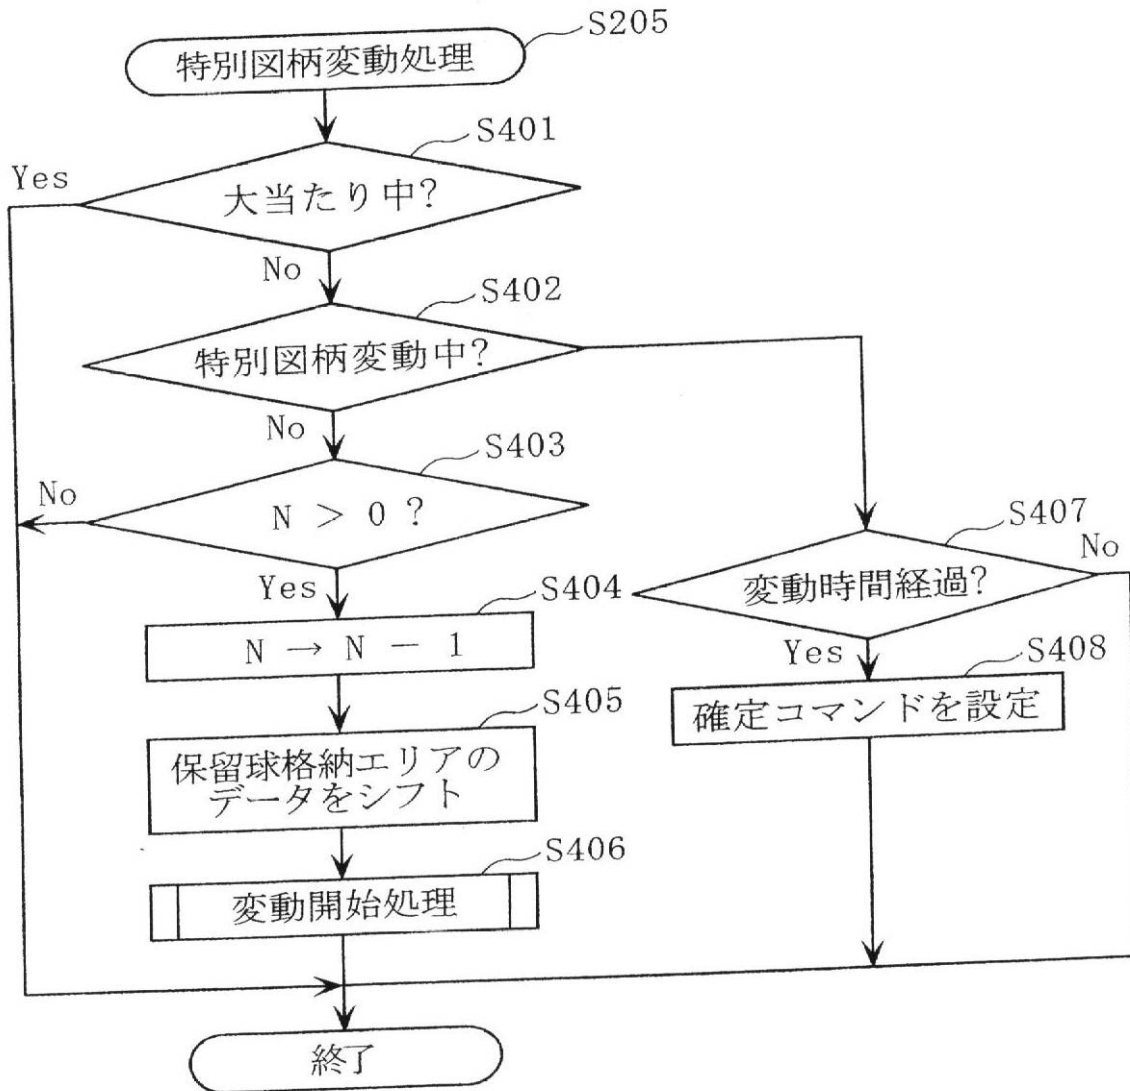 S205
特別図柄変動処理
S401
Yes
大当たり中?
No
S402
特別図柄変動中?
No
S403
No
N > 0 ?
Yes
S404
N → N - 1
S405
保留球格納エリアの
データをシフト
S406
変動開始処理
S407
No
変動時間経過?
Yes
S408
確定コマンドを設定
終了